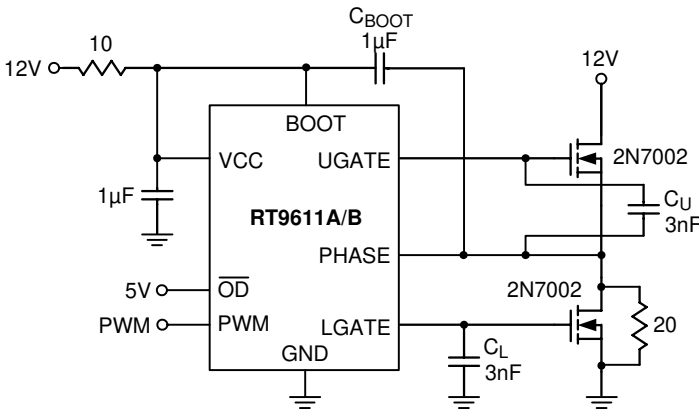 C_BOOT
1µF
10
12V
12V
BOOT
VCC
UGATE
2N7002
1µF
RT9611A/B
C_U
3nF
PHASE
5V
OD
2N7002
PWM
PWM
LGATE
20
GND
C_L
3nF